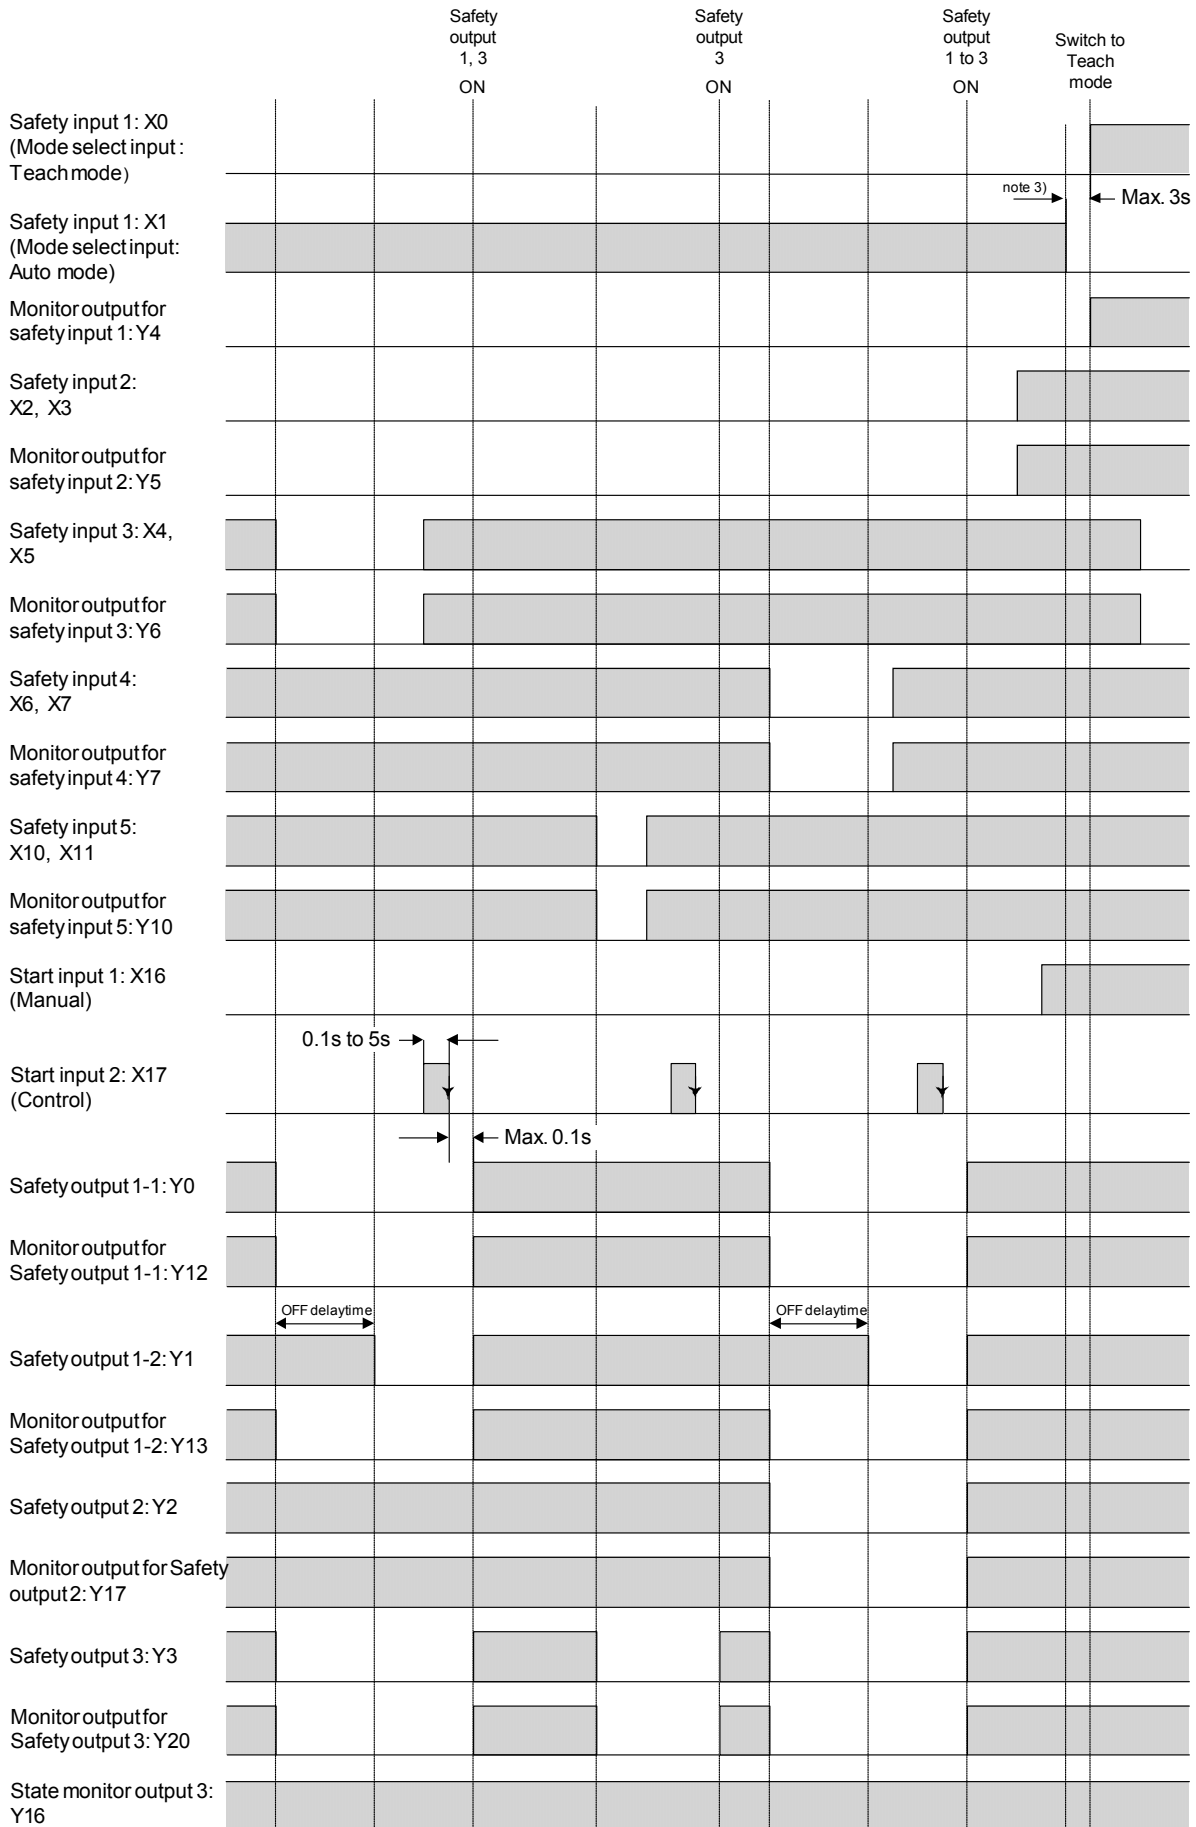 Safety
output
1, 3
ON
Safety
output
3
ON
Safety
output
1 to 3
ON
Switch to
Teach
mode
Safety input 1: X0
(Mode select input :
Teach mode)
note 3)
Max. 3s
Safety input 1: X1
(Mode select input:
Auto mode)
Monitor output for
safety input 1: Y4
Safety input 2:
X2, X3
Monitor output for
safety input 2: Y5
Safety input 3: X4,
X5
Monitor output for
safety input 3: Y6
Safety input 4:
X6, X7
Monitor output for
safety input 4: Y7
Safety input 5:
X10, X11
Monitor output for
safety input 5: Y10
Start input 1: X16
(Manual)
0.1s to 5s
Start input 2: X17
(Control)
Max. 0.1s
Safety output 1-1: Y0
Monitor output for
Safety output 1-1: Y12
OFF delay time
OFF delay time
Safety output 1-2: Y1
Monitor output for
Safety output 1-2: Y13
Safety output 2: Y2
Monitor output for Safety
output 2: Y17
Safety output 3: Y3
Monitor output for
Safety output 3: Y20
State monitor output 3:
Y16